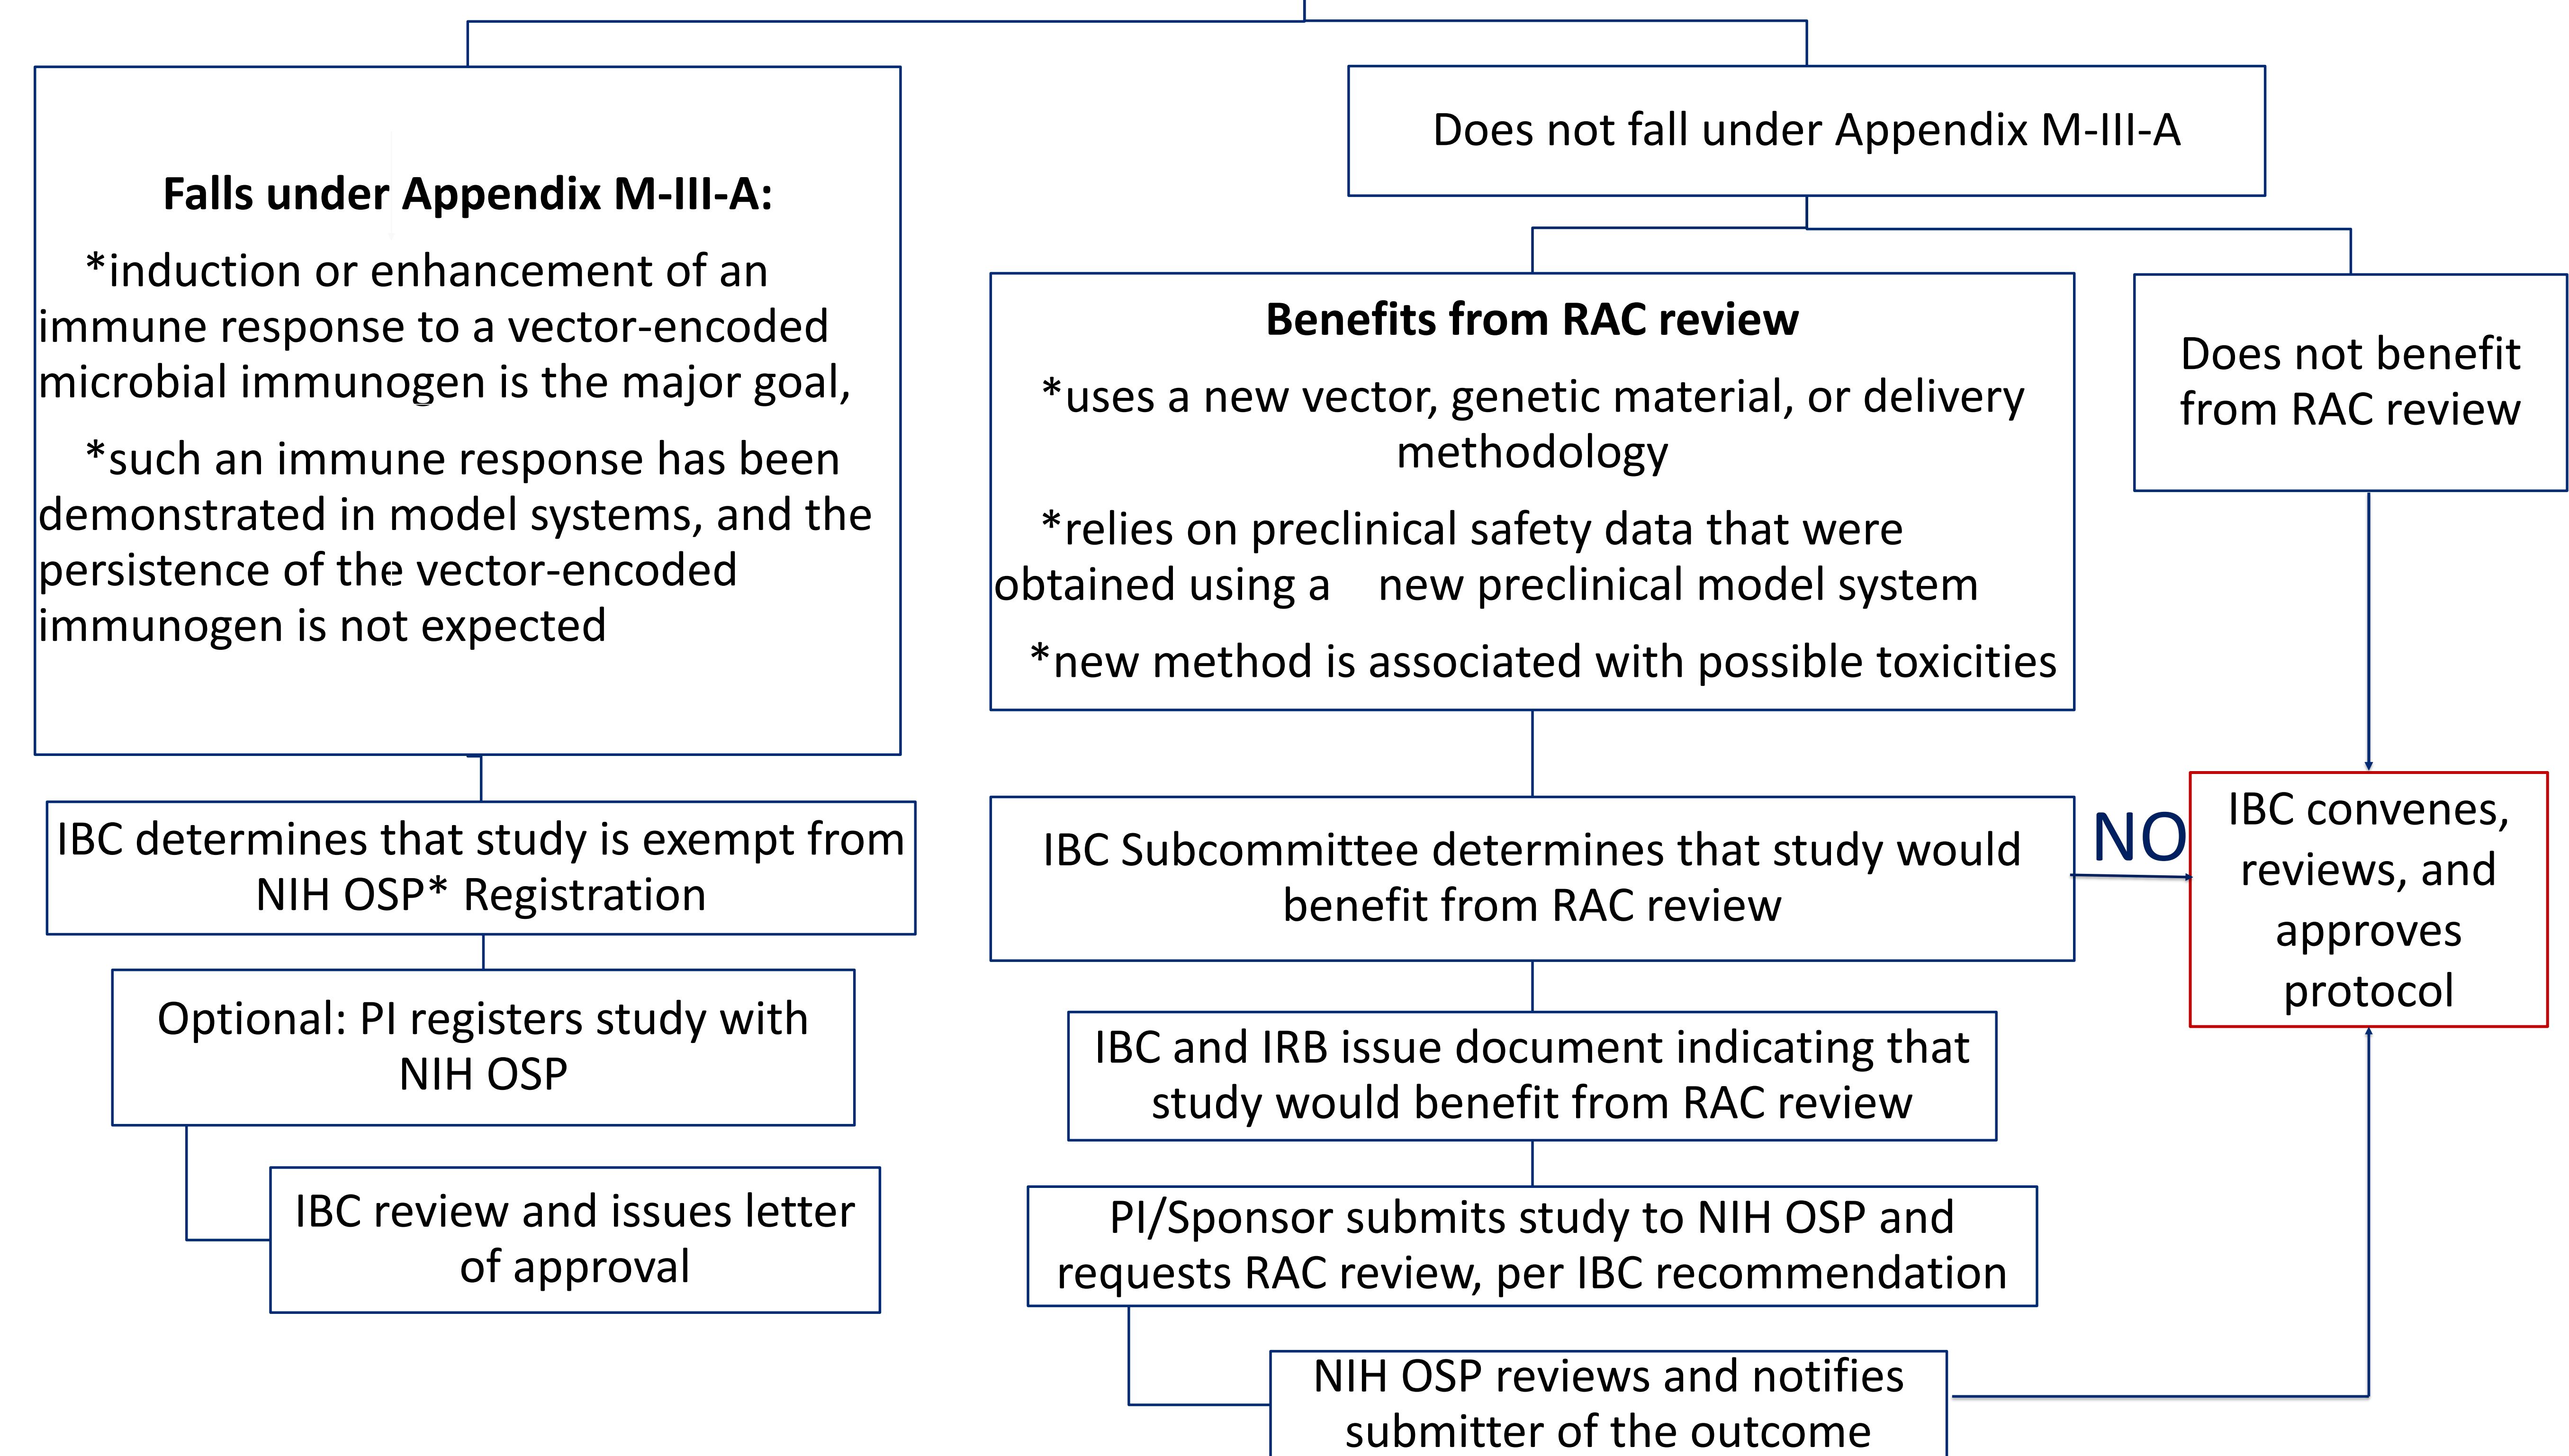 Falls under Appendix M-III-A:
*induction or enhancement of an
immune response to a vector-encoded
microbial immunogen is the major goal,
*such an immune response has been
demonstrated in model systems, and the
persistence of the vector-encoded
immunogen is not expected
IBC determines that study is exempt from
NIH OSP* Registration
Optional: PI registers study with
NIH OSP
IBC review and issues letter
of approval
Does not fall under Appendix M-III-A
Benefits from RAC review
*uses a new vector, genetic material, or delivery
methodology
*relies on preclinical safety data that were
obtained using a    new preclinical model system
*new method is associated with possible toxicities
Does not benefit
from RAC review
IBC Subcommittee determines that study would
benefit from RAC review
NO
IBC convenes,
reviews, and
approves
protocol
IBC and IRB issue document indicating that
study would benefit from RAC review
PI/Sponsor submits study to NIH OSP and
requests RAC review, per IBC recommendation
NIH OSP reviews and notifies
submitter of the outcome